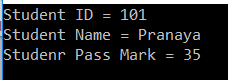 Student ID = 101
Student Name = Pranaya
Studenr Pass Mark = 35